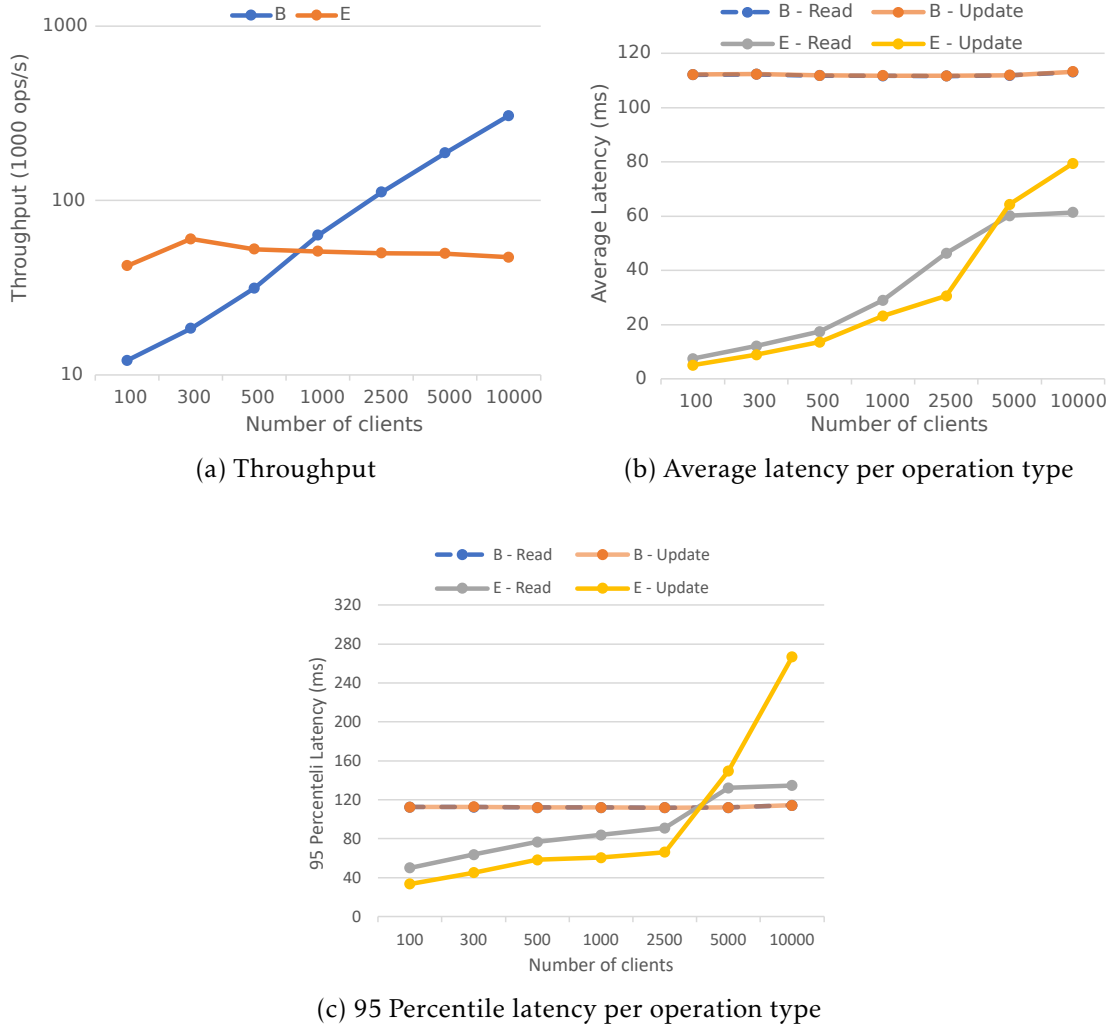 B E
1000
100
10
Throughput (1000 ops/s)
100 300 500 1000 2500 5000 10000
Number of clients
(a) Throughput
B - Read B - Update
E - Read E - Update
120
100
80
60
40
20
0
Average Latency (ms)
100 300 500 1000 2500 5000 10000
Number of clients
(b) Average latency per operation type
B - Read B - Update
E - Read E - Update
320
280
240
200
160
120
80
40
0
95 Percenteli Latency (ms)
100 300 500 1000 2500 5000 10000
Number of clients
(c) 95 Percentile latency per operation type